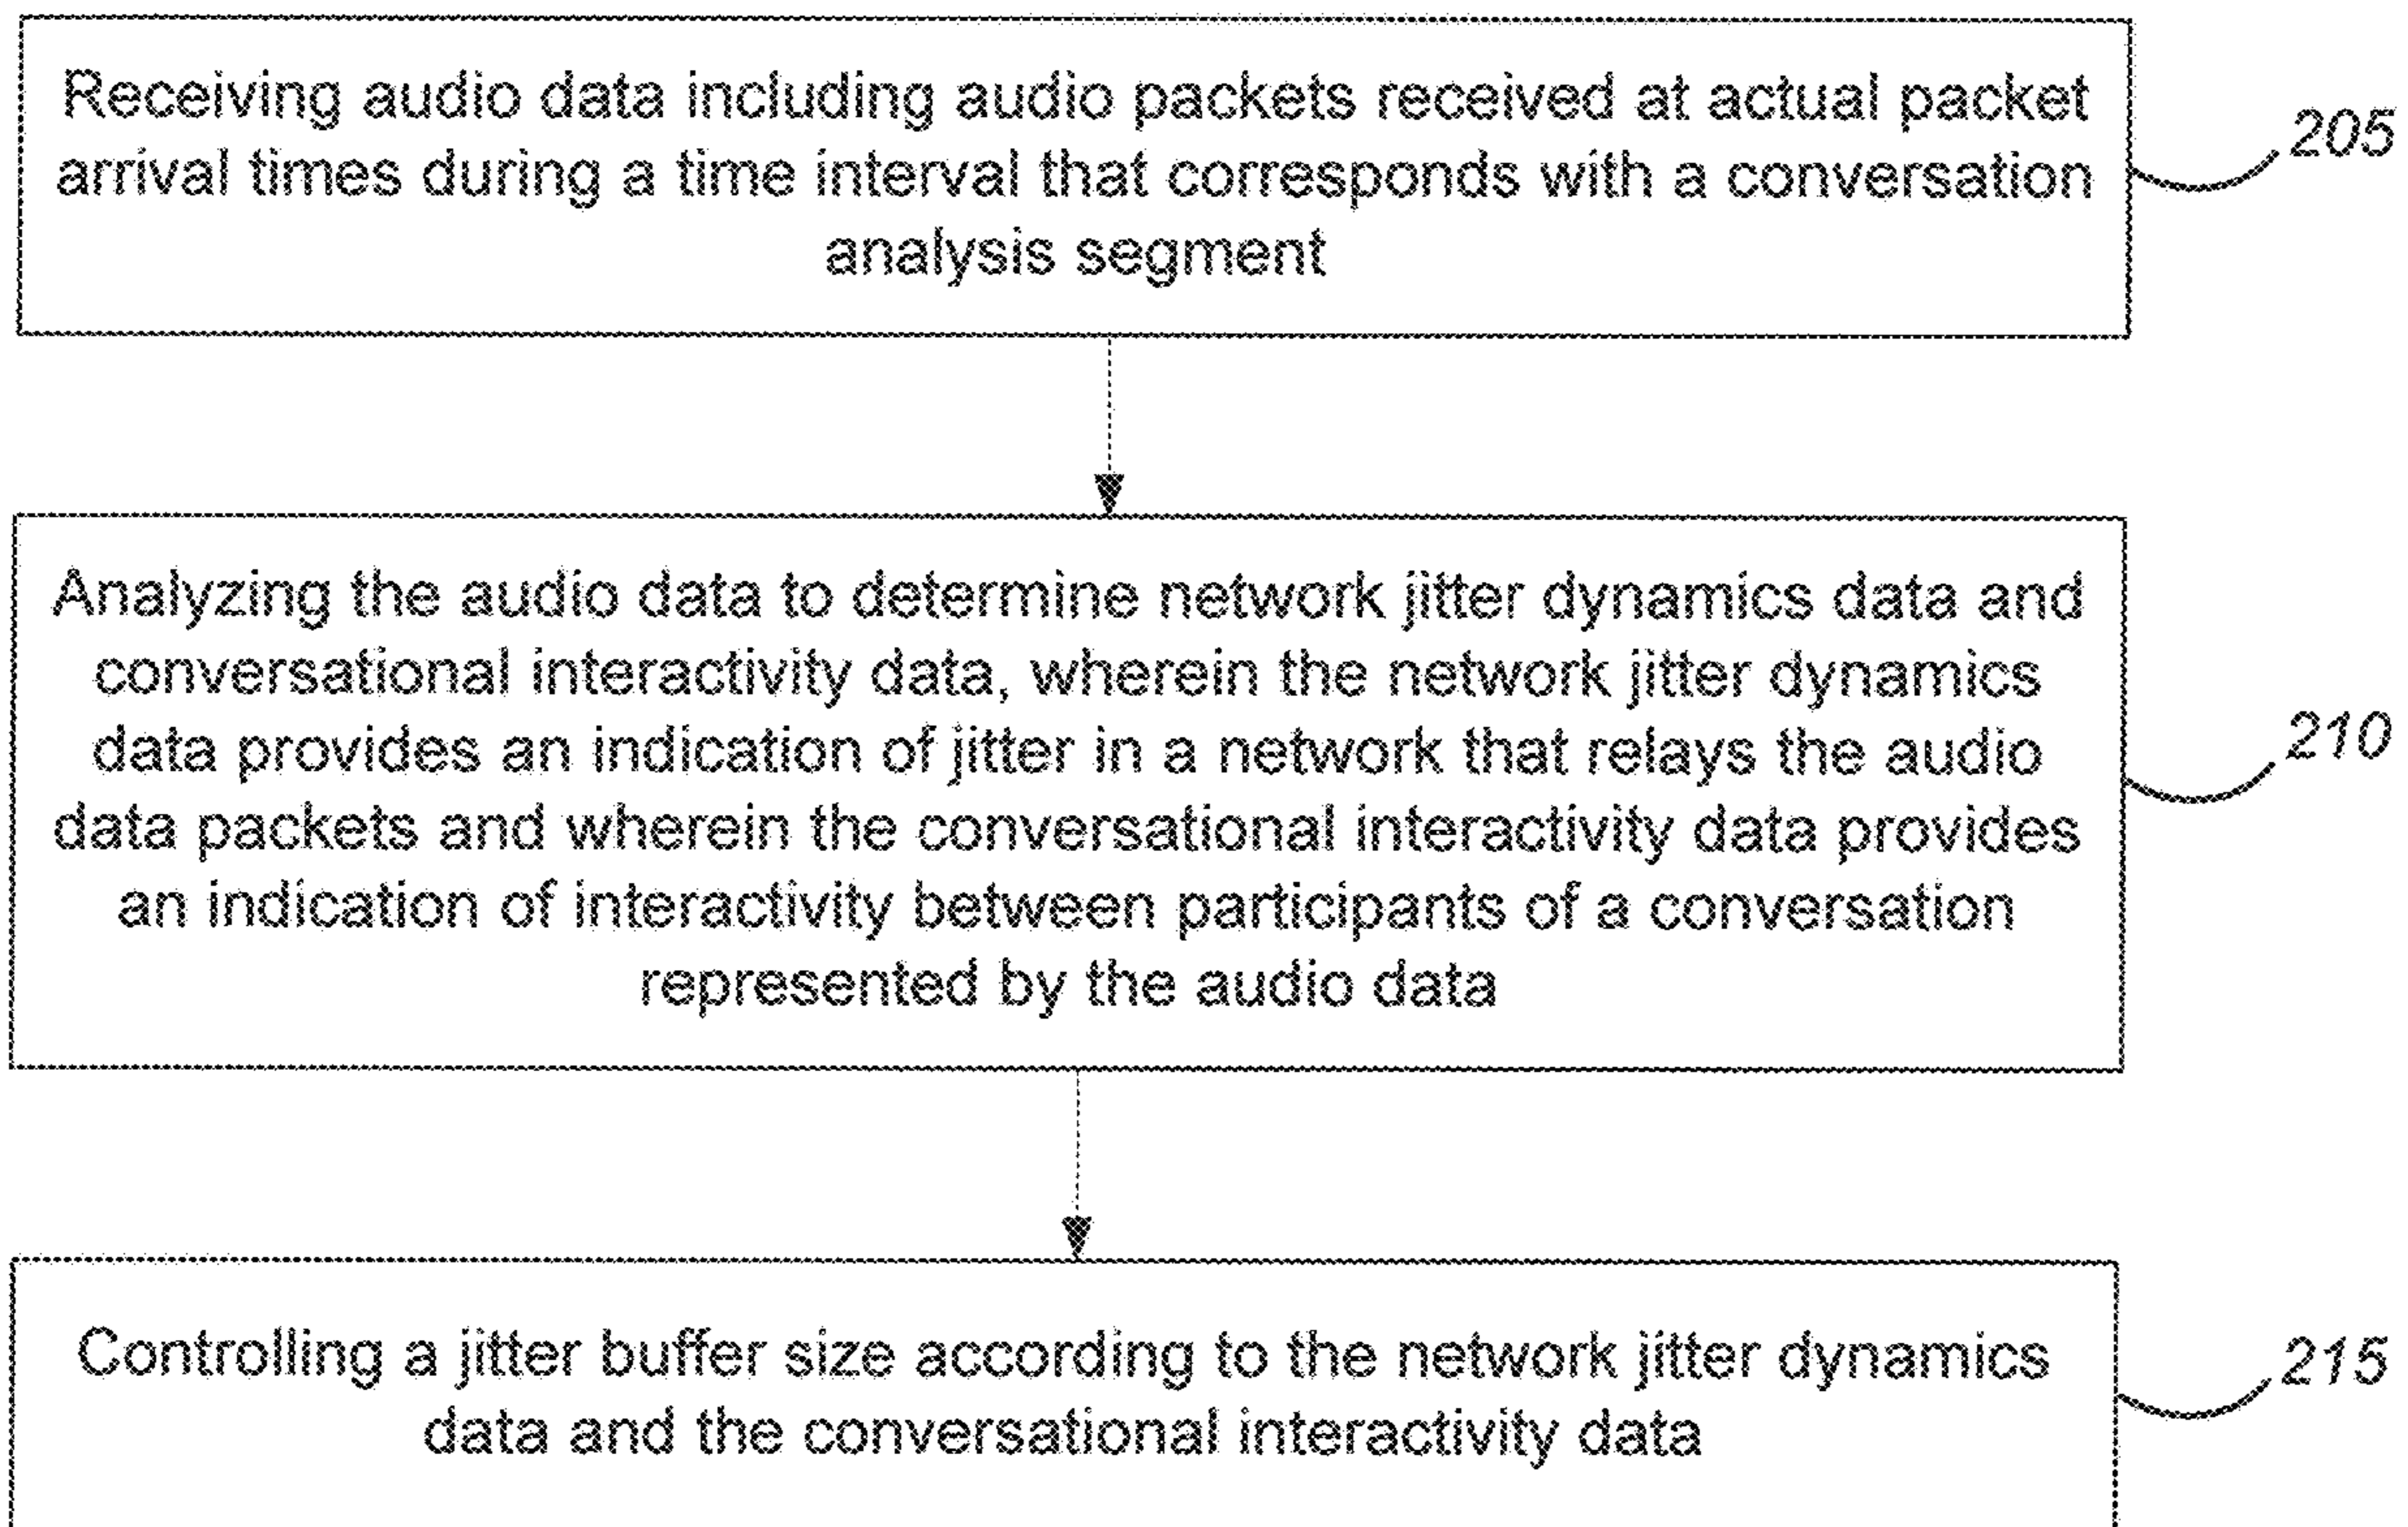 Receiving audio data including audio packets received at actual packet
arrival times during a time interval that corresponds with a conversation
analysis segment
205
Analyzing the audio data to determine network jitter dynamics data and
conversational interactivity data, wherein the network jitter dynamics
data provides an indication of jitter in a network that relays the audio
data packets and wherein the conversational interactivity data provides
an indication of interactivity between participants of a conversation
represented by the audio data
210
Controlling a jitter buffer size according to the network jitter dynamics
data and the conversational interactivity data
215